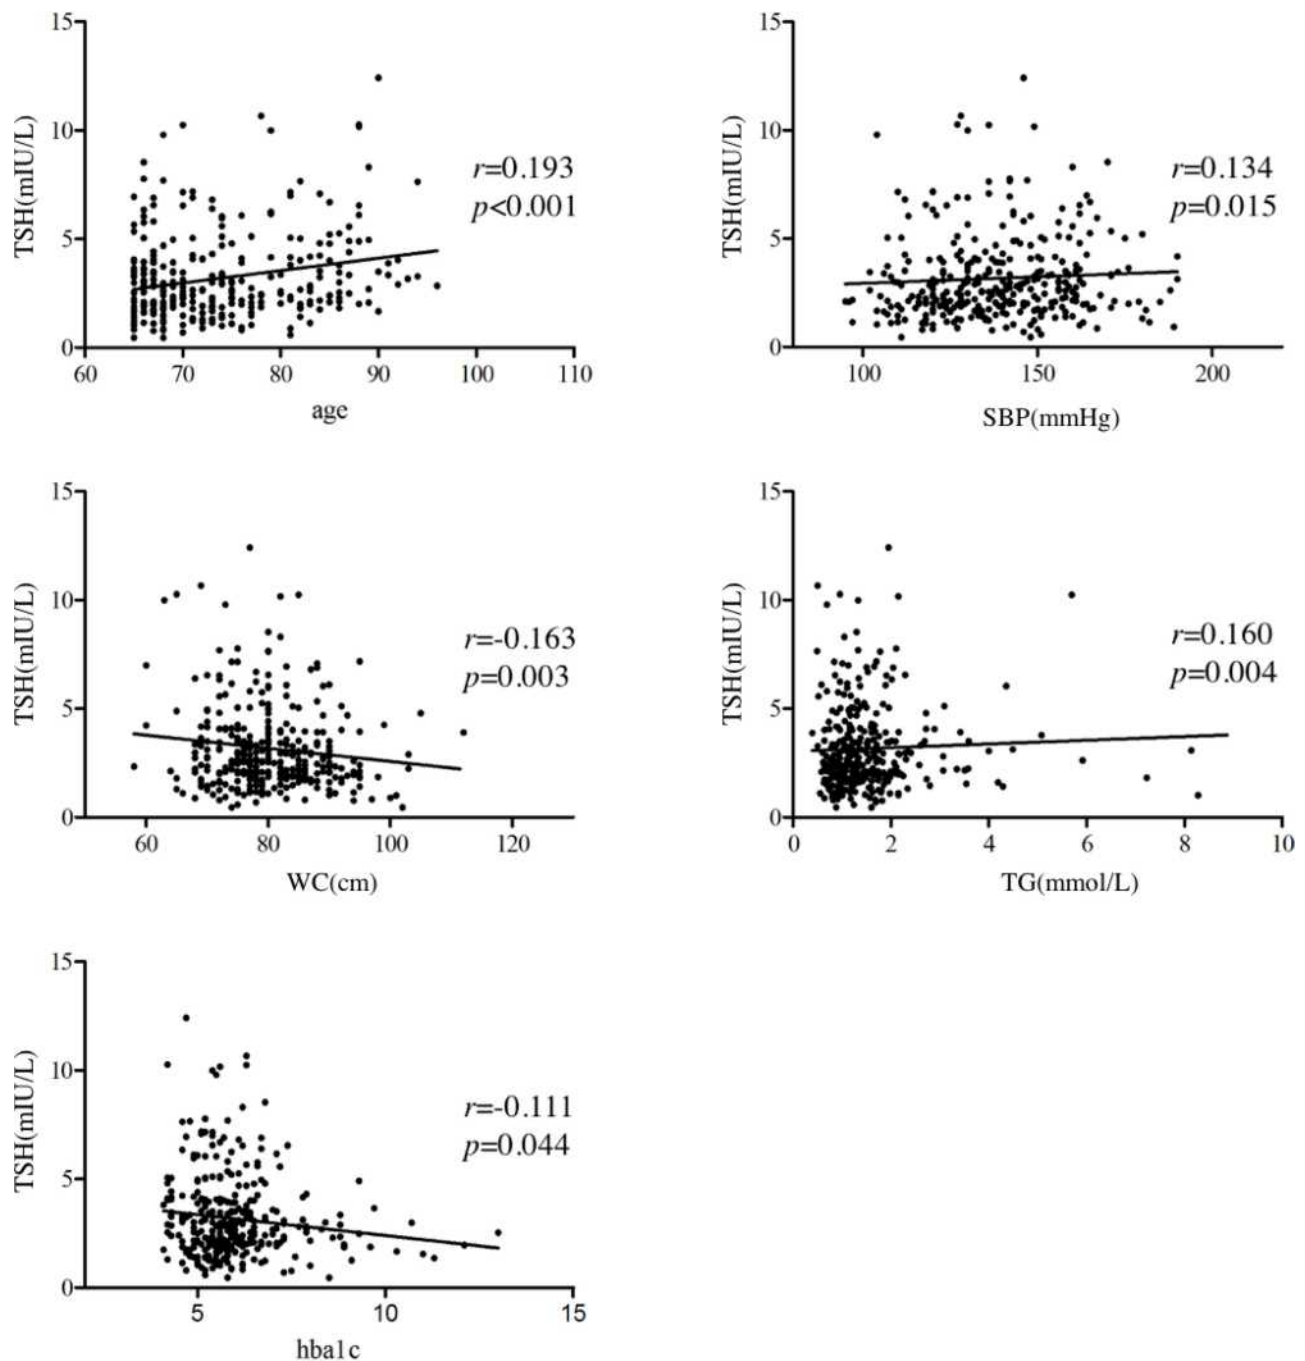 15
10
5
0
TSH(mIU/L)
r=0.193
p<0.001
60 70 80 90 100 110
age
15
10
5
0
TSH(mIU/L)
r=0.134
p=0.015
100 150 200
SBP(mmHg)
15
10
5
0
TSH(mIU/L)
r=-0.163
p=0.003
60 80 100 120
WC(cm)
15
10
5
0
TSH(mIU/L)
r=0.160
p=0.004
0 2 4 6 8 10
TG(mmol/L)
15
10
5
0
TSH(mIU/L)
r=-0.111
p=0.044
5 10 15
hba1c